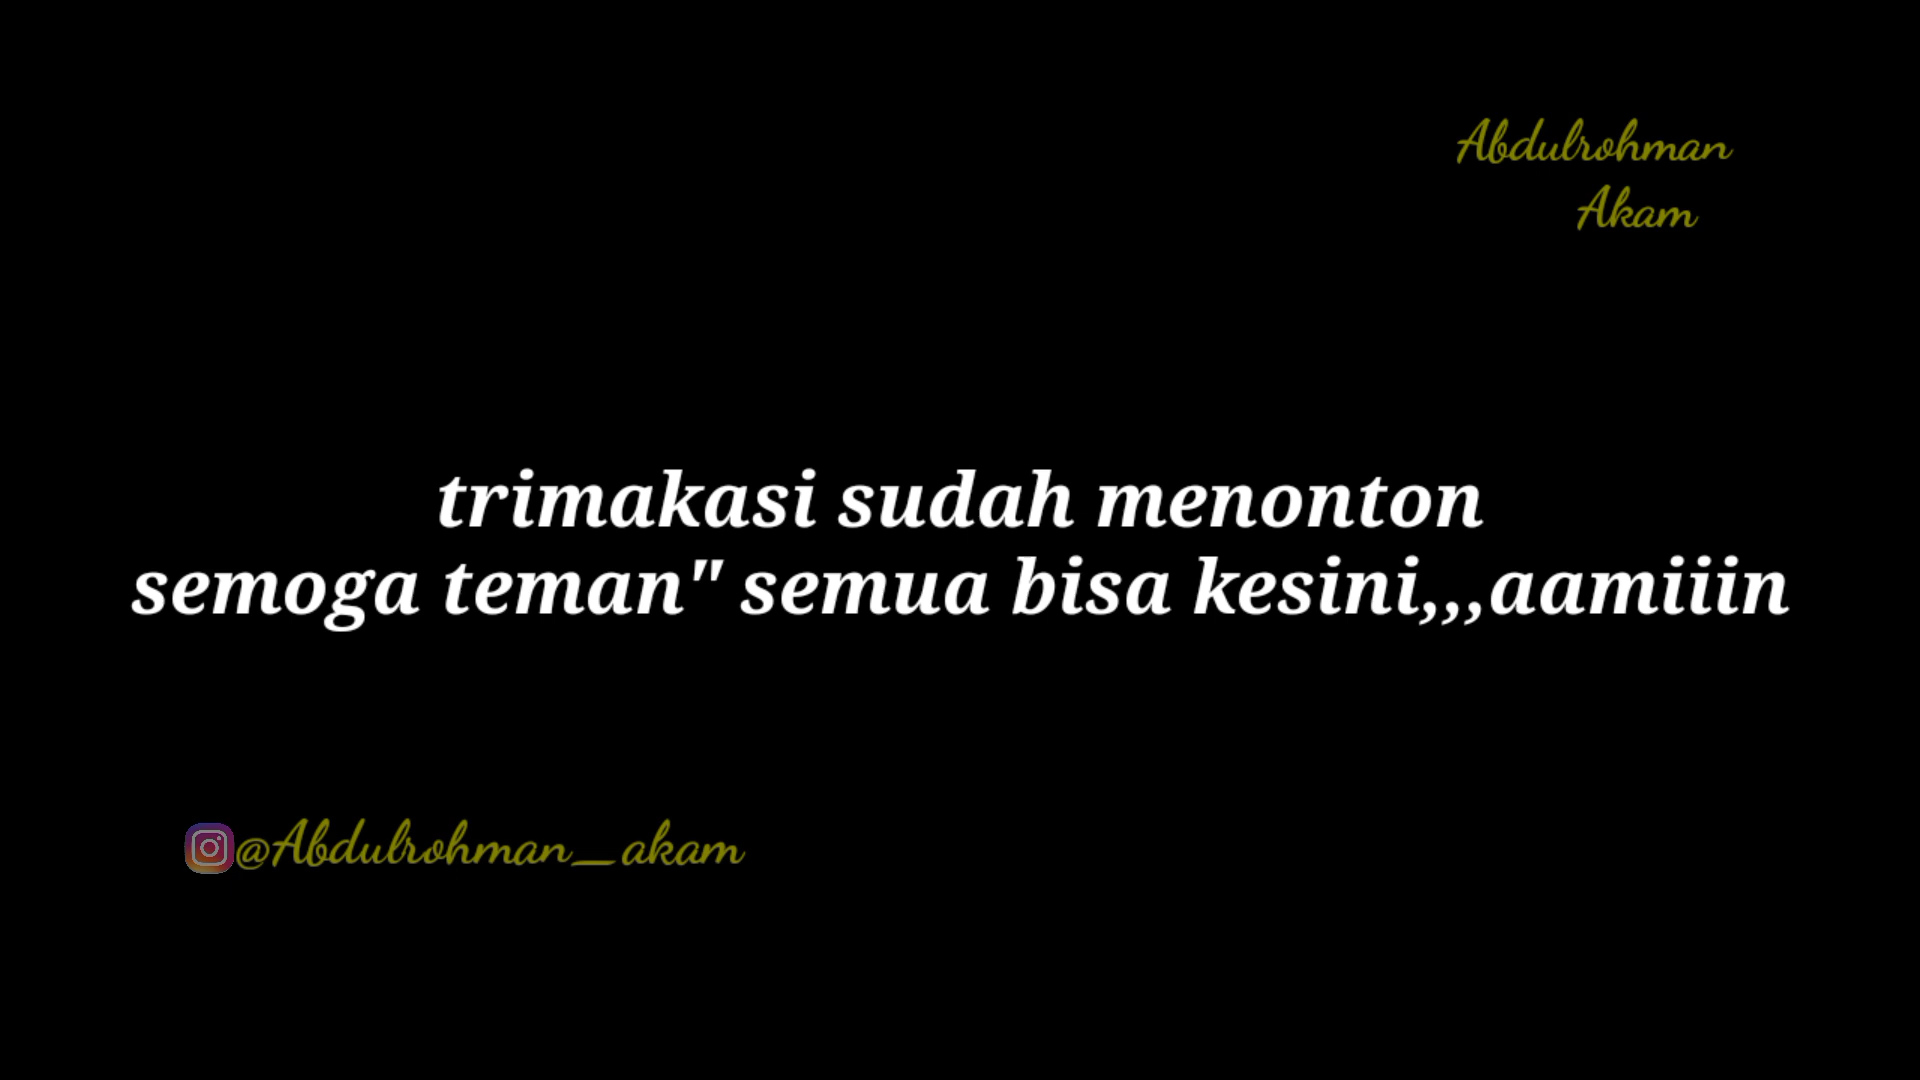 Abdulrohman
Akam
trimakasi sudah menonton
semoga teman" semua bisa kesini,,,aamiiin
@Abdulrohman_akam